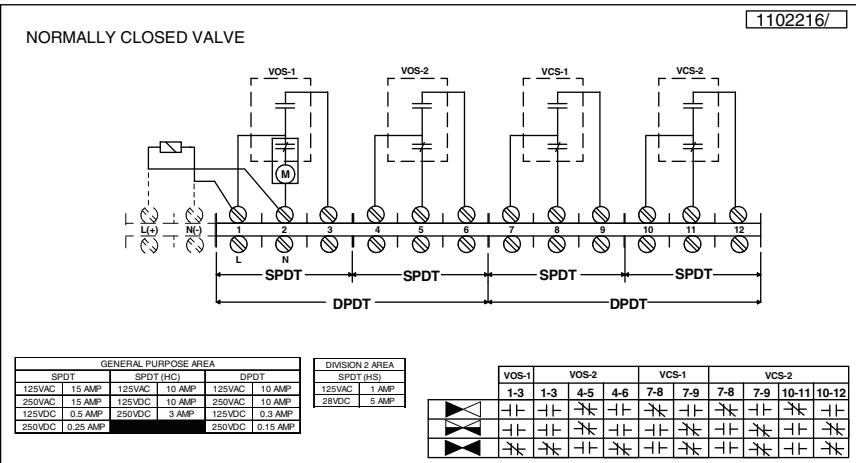 1102216/
NORMALLY CLOSED VALVE
VOS-1 VOS-2 VCS-1 VCS-2
M
L(+) N(-) 1 2 3 4 5 6 7 8 9 10 11 12
L N
SPDT SPDT SPDT SPDT
DPDT DPDT
GENERAL PURPOSE AREA
SPDT SPDT (HC) DPDT
125VAC 15 AMP 125VAC 10 AMP 125VAC 10 AMP
250VAC 15 AMP 125VDC 10 AMP 250VAC 10 AMP
125VDC 0.5 AMP 250VDC 3 AMP 125VDC 0.3 AMP
250VDC 0.25 AMP 250VDC 0.15 AMP
DIVISION 2 AREA
SPDT (HS)
125VAC 1 AMP
28VDC 5 AMP
VOS-1 VOS-2 VCS-1 VCS-2
1-3 1-3 4-5 4-6 7-8 7-9 7-8 7-9 10-11 10-12